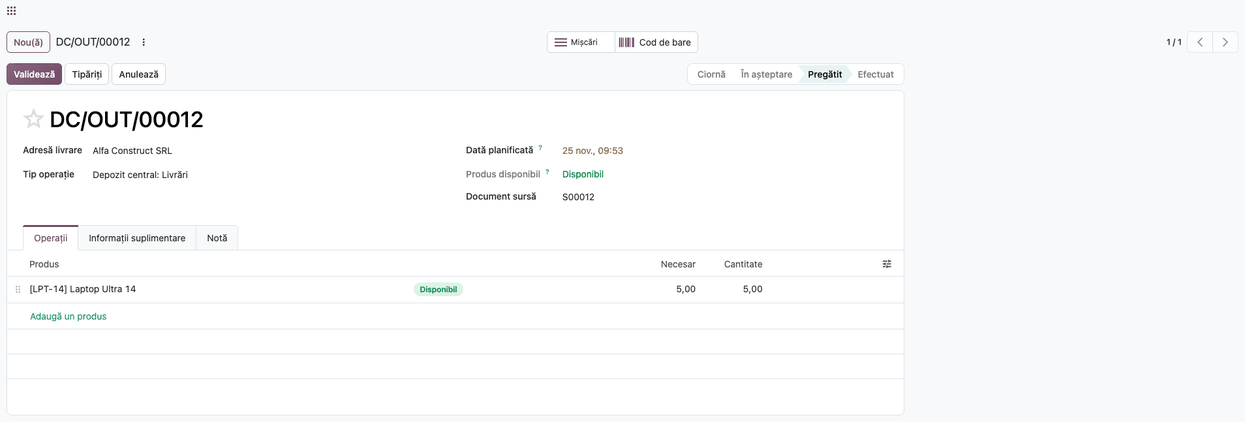 Nou(ă) DC/OUT/00012 Mișcări Cod de bare 1 / 1
Validează Tipăriți Anulează Ciornă În așteptare Pregătit Efectuat
DC/OUT/00012
Adresă livrare Alfa Construct SRL Dată planificată ? 25 nov., 09:53
Tip operație Depozit central: Livrări Produs disponibil ? Disponibil
Document sursă S00012
Operații Informații suplimentare Notă
Produs Necesar Cantitate
[LPT-14] Laptop Ultra 14 Disponibil 5,00 5,00
Adaugă un produs